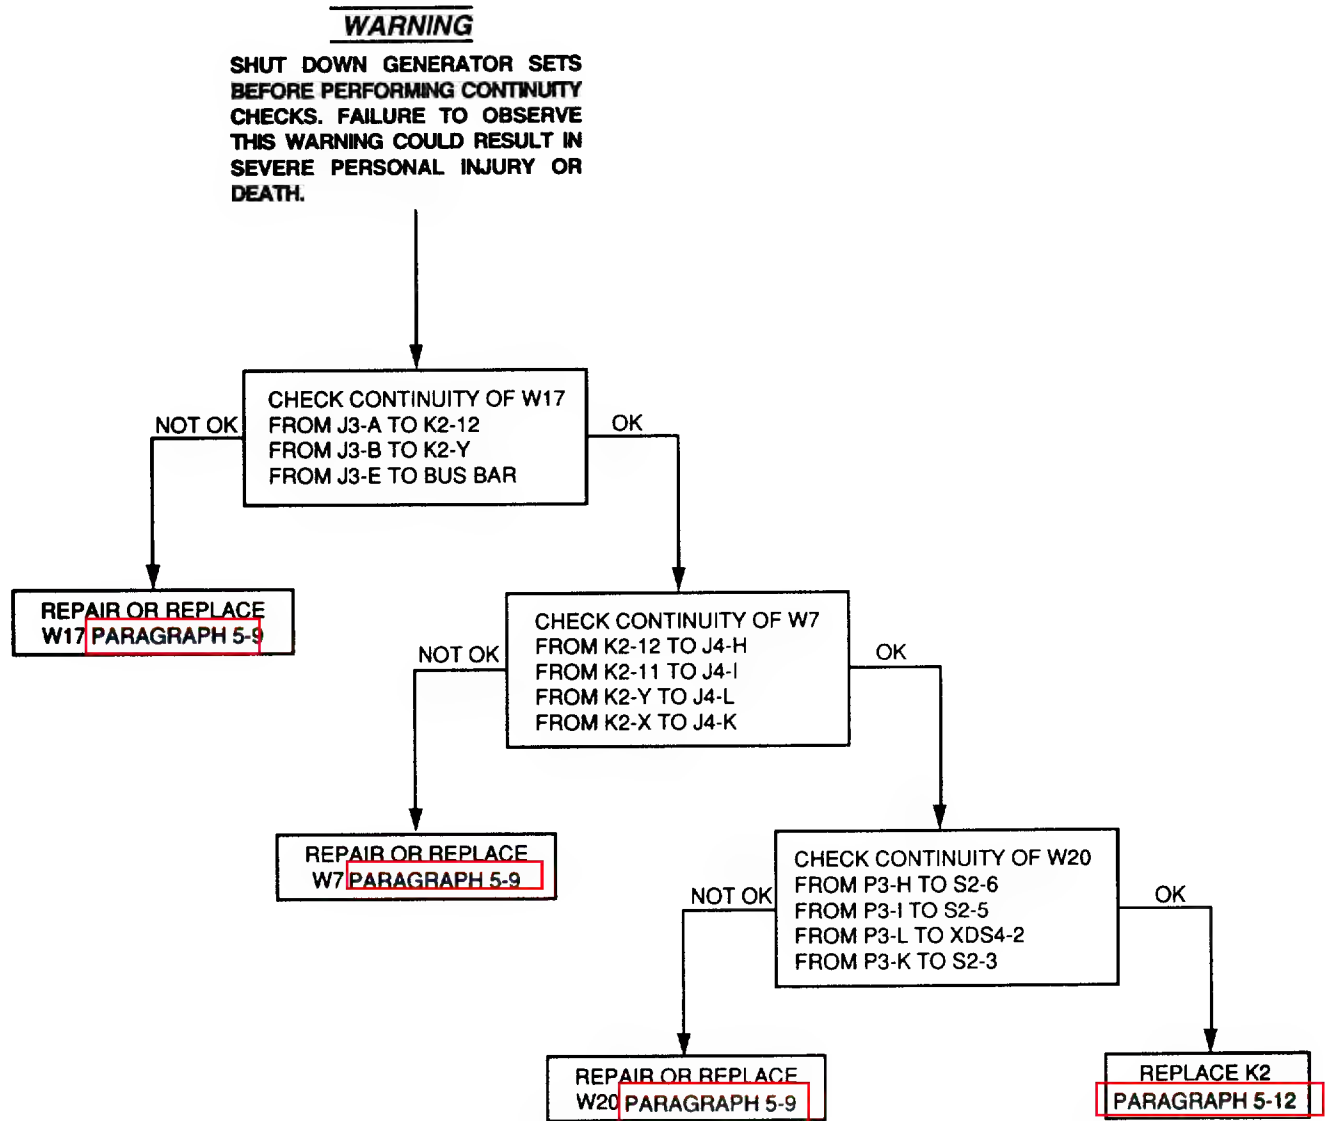 WARNING
SHUT DOWN GENERATOR SETS
BEFORE PERFORMING CONTINUITY
CHECKS. FAILURE TO OBSERVE
THIS WARNING COULD RESULT IN
SEVERE PERSONAL INJURY OR
DEATH.
CHECK CONTINUITY OF W17
FROM J3-A TO K2-12
FROM J3-B TO K2-Y
FROM J3-E TO BUS BAR
NOT OK
OK
REPAIR OR REPLACE
W17 PARAGRAPH 5-9
CHECK CONTINUITY OF W7
FROM K2-12 TO J4-H
FROM K2-11 TO J4-I
FROM K2-Y TO J4-L
FROM K2-X TO J4-K
NOT OK
OK
REPAIR OR REPLACE
W7 PARAGRAPH 5-9
CHECK CONTINUITY OF W20
FROM P3-H TO S2-6
FROM P3-I TO S2-5
FROM P3-L TO XDS4-2
FROM P3-K TO S2-3
NOT OK
OK
REPAIR OR REPLACE
W20 PARAGRAPH 5-9
REPLACE K2
PARAGRAPH 5-12